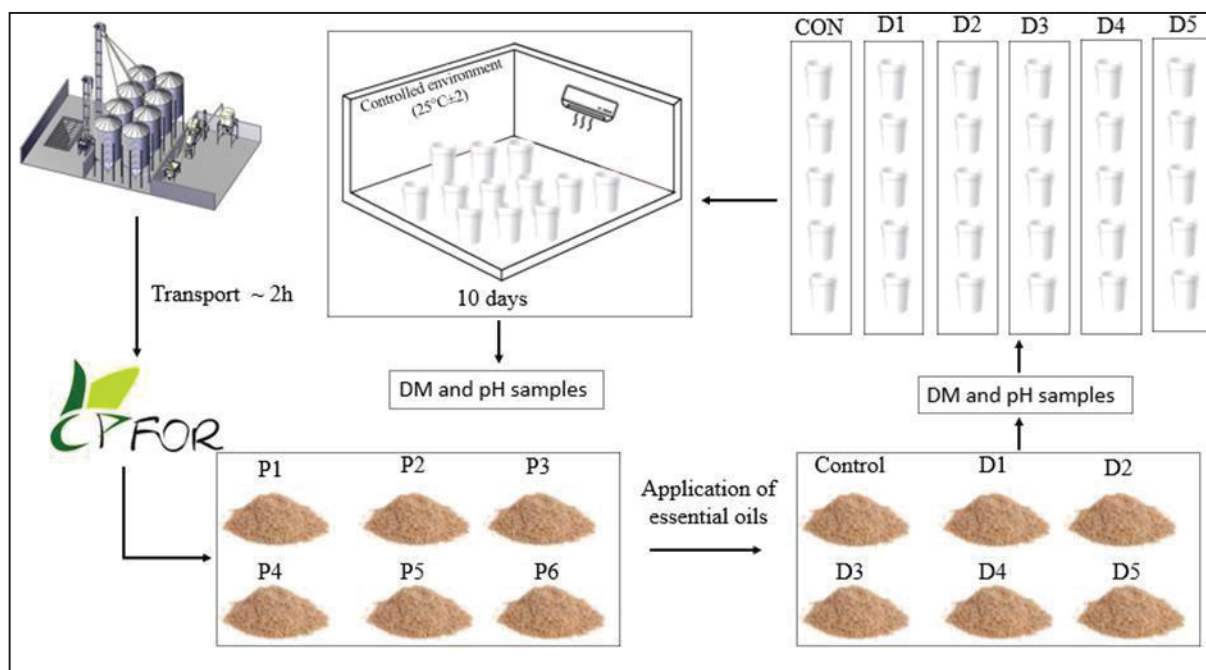 CON D1 D2 D3 D4 D5
Controlled environment
(25°C±2)
10 days
Transport ~ 2h
DM and pH samples
DM and pH samples
CPFOR
P1 P2 P3
P4 P5 P6
Application of
essential oils
Control D1 D2
D3 D4 D5